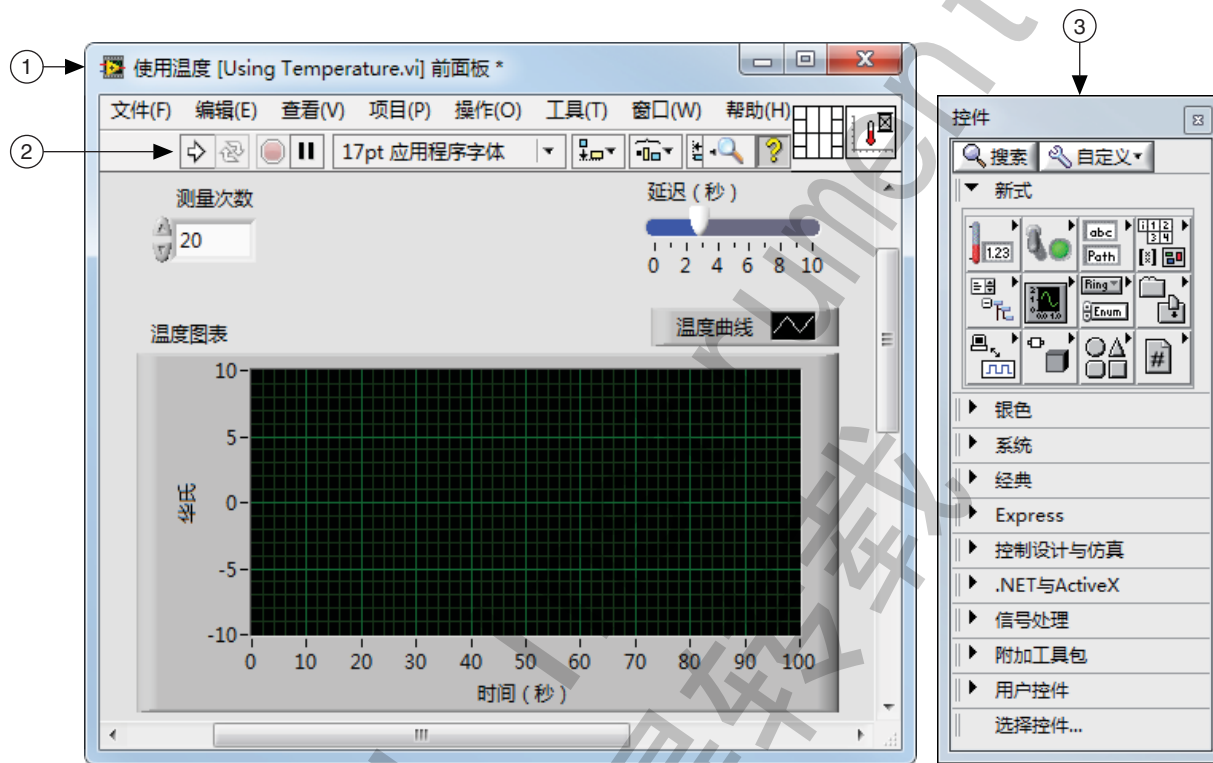 1
使用温度 [Using Temperature.vi] 前面板 *
文件(F) 编辑(E) 查看(V) 项目(P) 操作(O) 工具(T) 窗口(W) 帮助(H)
2
17pt 应用程序字体
测量次数
20
延迟 ( 秒 )
0 2 4 6 8 10
温度图表
温度曲线
10
5
0
-5
-10
华氏
0 10 20 30 40 50 60 70 80 90 100
时间 ( 秒 )
3
控件
搜索 自定义
新式
1.23
abc
Path
1 2
3 4
Ring
Enum
#
银色
系统
经典
Express
控制设计与仿真
.NET与ActiveX
信号处理
附加工具包
用户控件
选择控件...